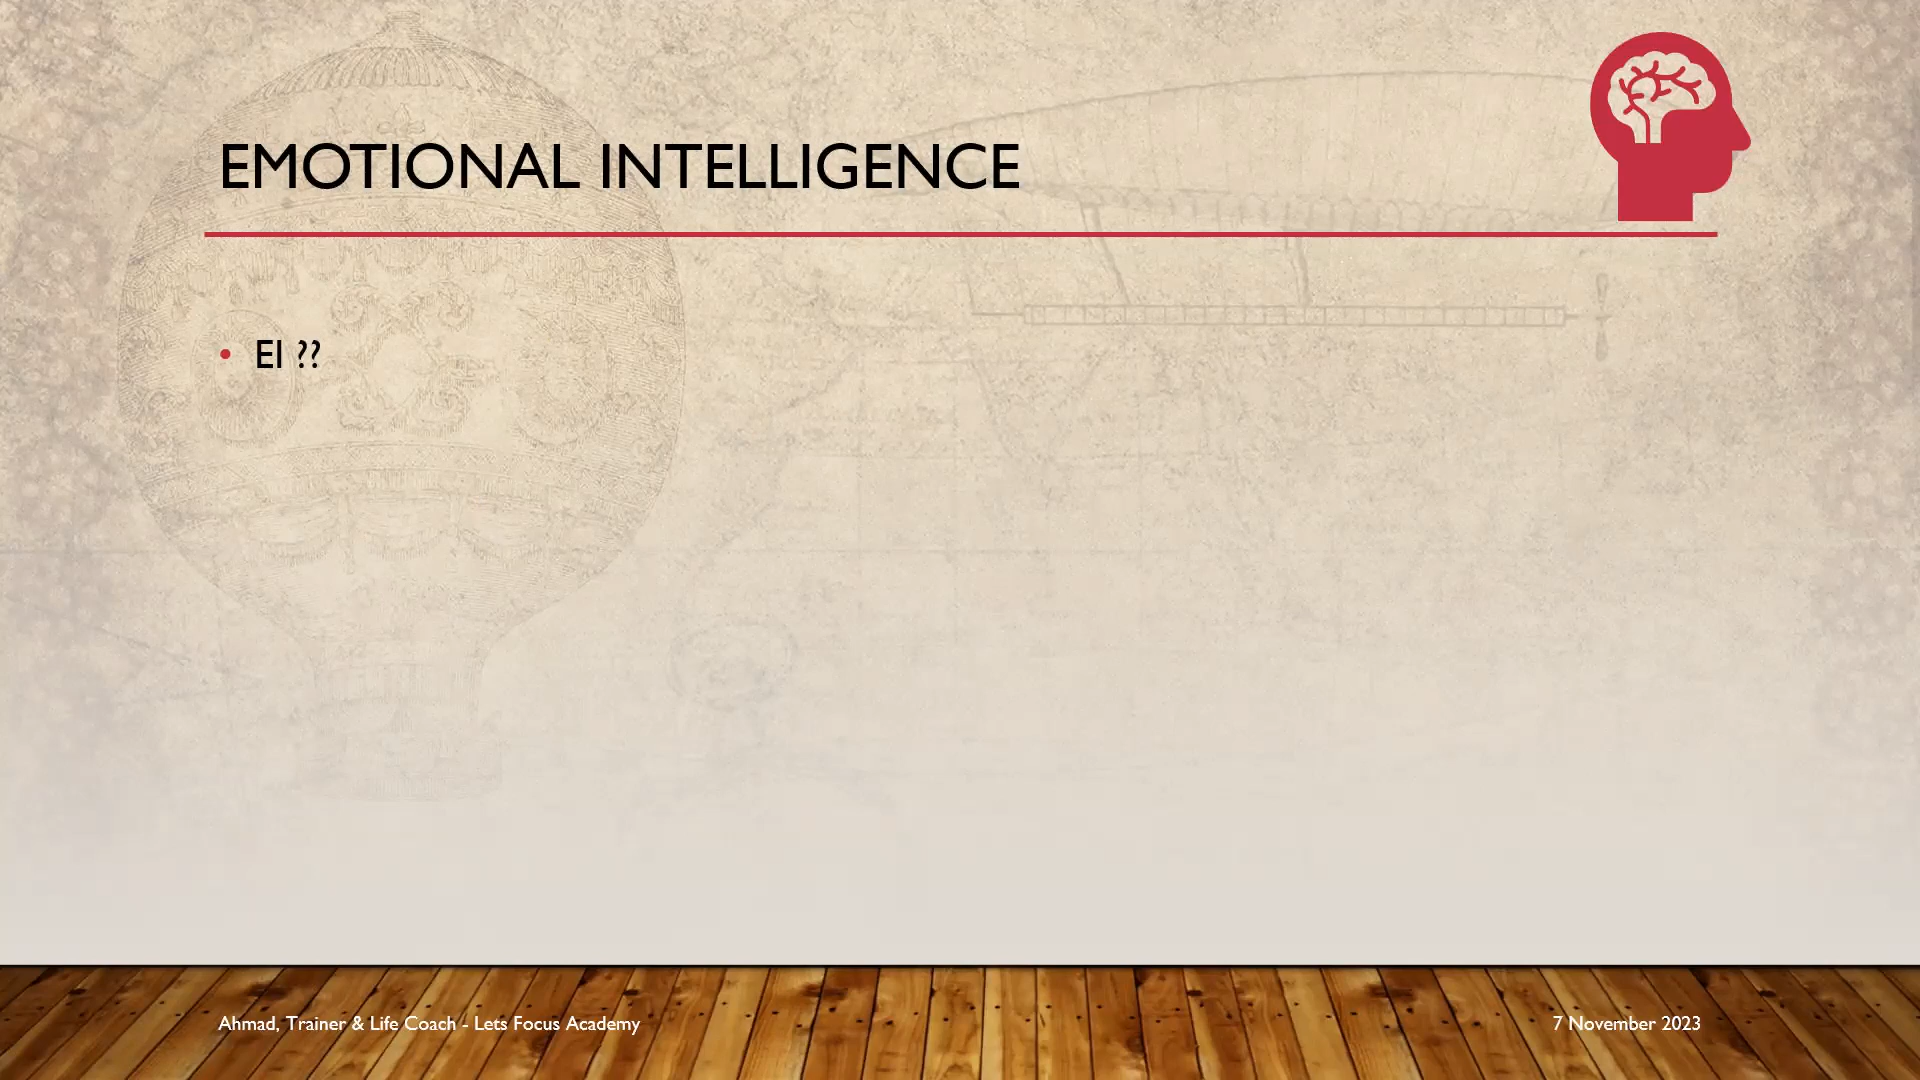 EMOTIONAL INTELLIGENCE
• EI ??
Ahmad, Trainer & Life Coach - Lets Focus Academy
7 November 2023